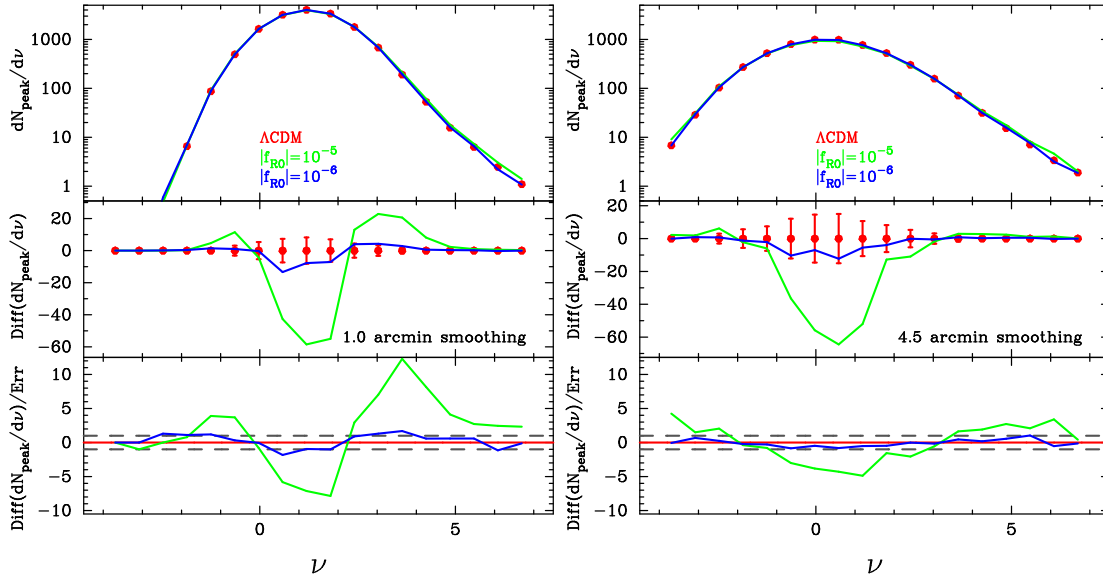 dN_peak/dν
1000
100
10
1
ΛCDM
|f_R0|=10^-5
|f_R0|=10^-6
Diff(dN_peak/dν)
20
0
-20
-40
-60
1.0 arcmin smoothing
Diff(dN_peak/dν)/Err
10
5
0
-5
-10
0
5
ν
dN_peak/dν
1000
100
10
1
ΛCDM
|f_R0|=10^-5
|f_R0|=10^-6
Diff(dN_peak/dν)
20
0
-20
-40
-60
4.5 arcmin smoothing
Diff(dN_peak/dν)/Err
10
5
0
-5
-10
0
5
ν